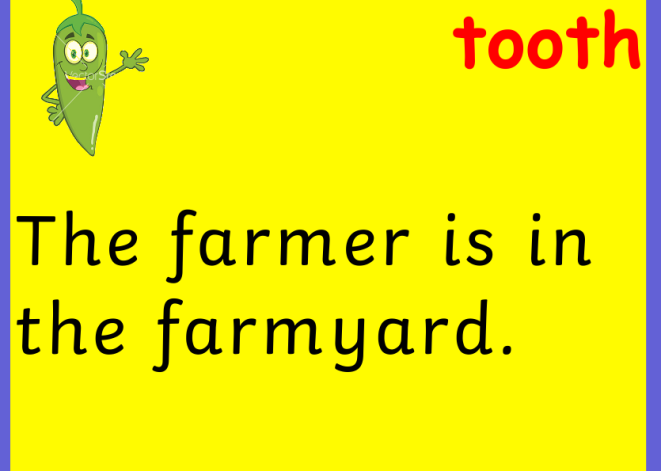 tooth
The farmer is in
the farmyard.